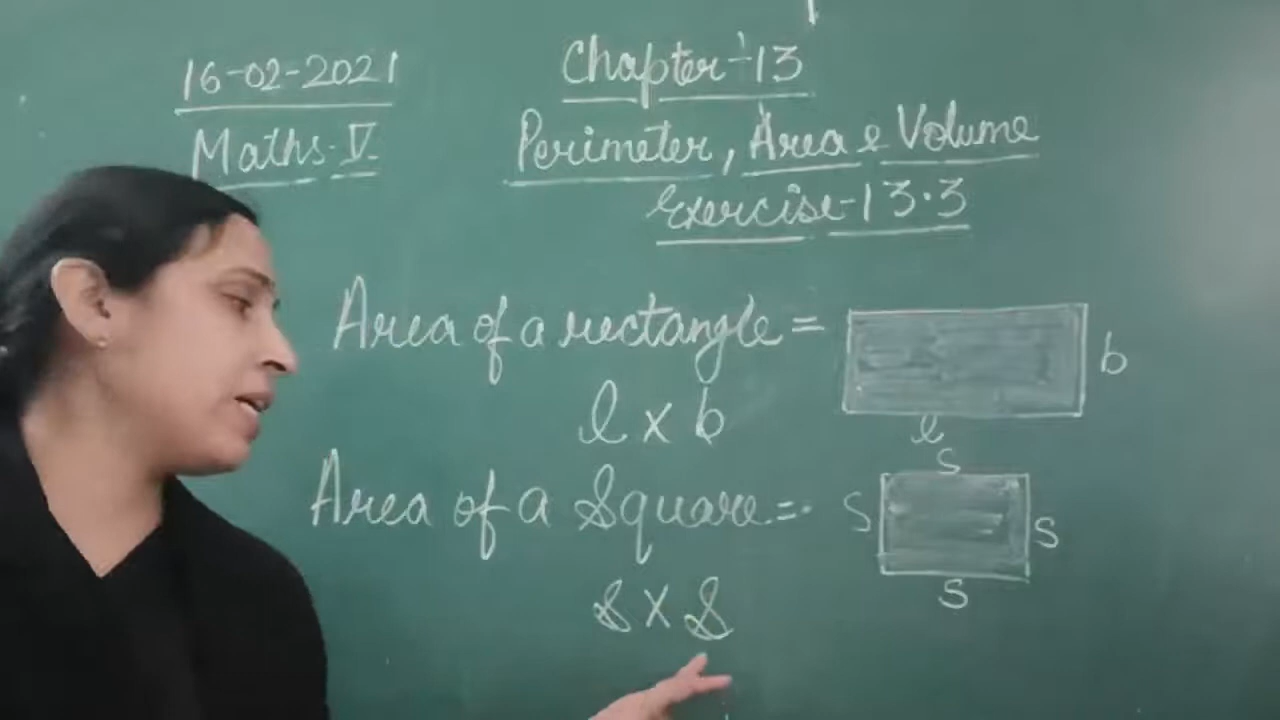 16-02-2021
Maths-V
Chapter-13
Perimeter, Area & Volume
Exercise-13.3
Area of a rectangle =
b
l × b
l
Area of a Square =
s
s
s
s
s × s